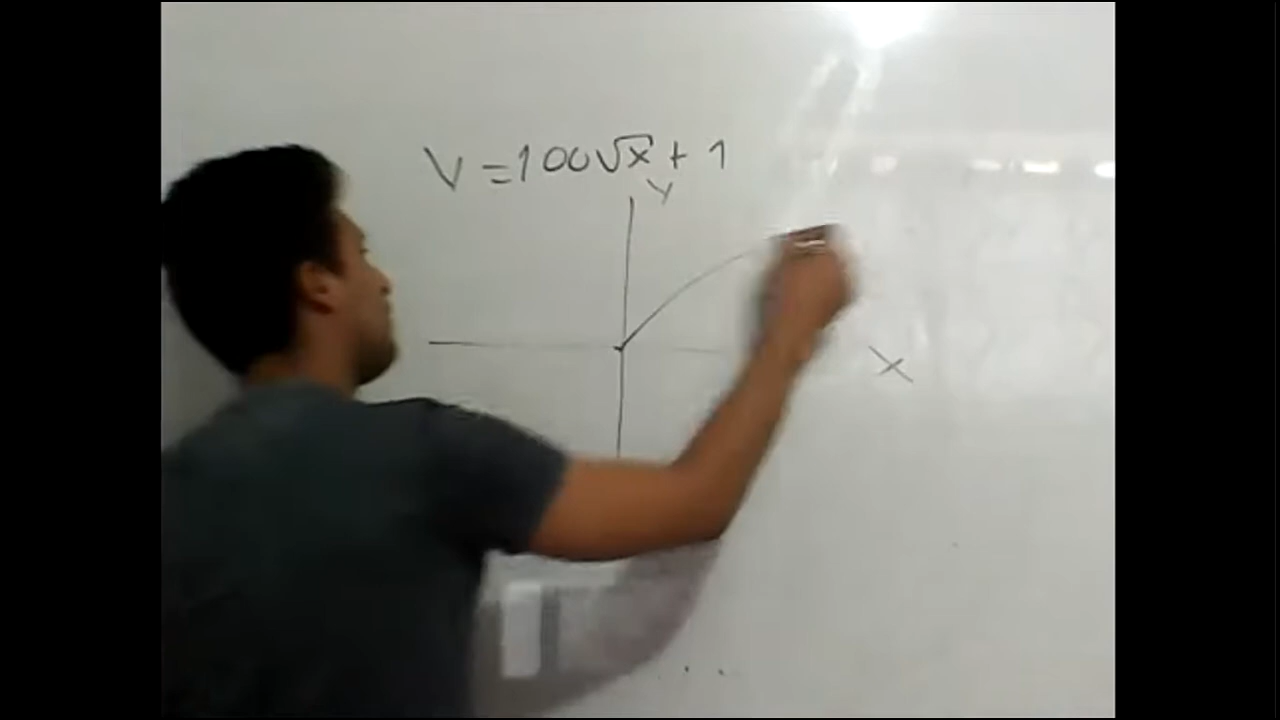 V = 100√x + 1
y
x